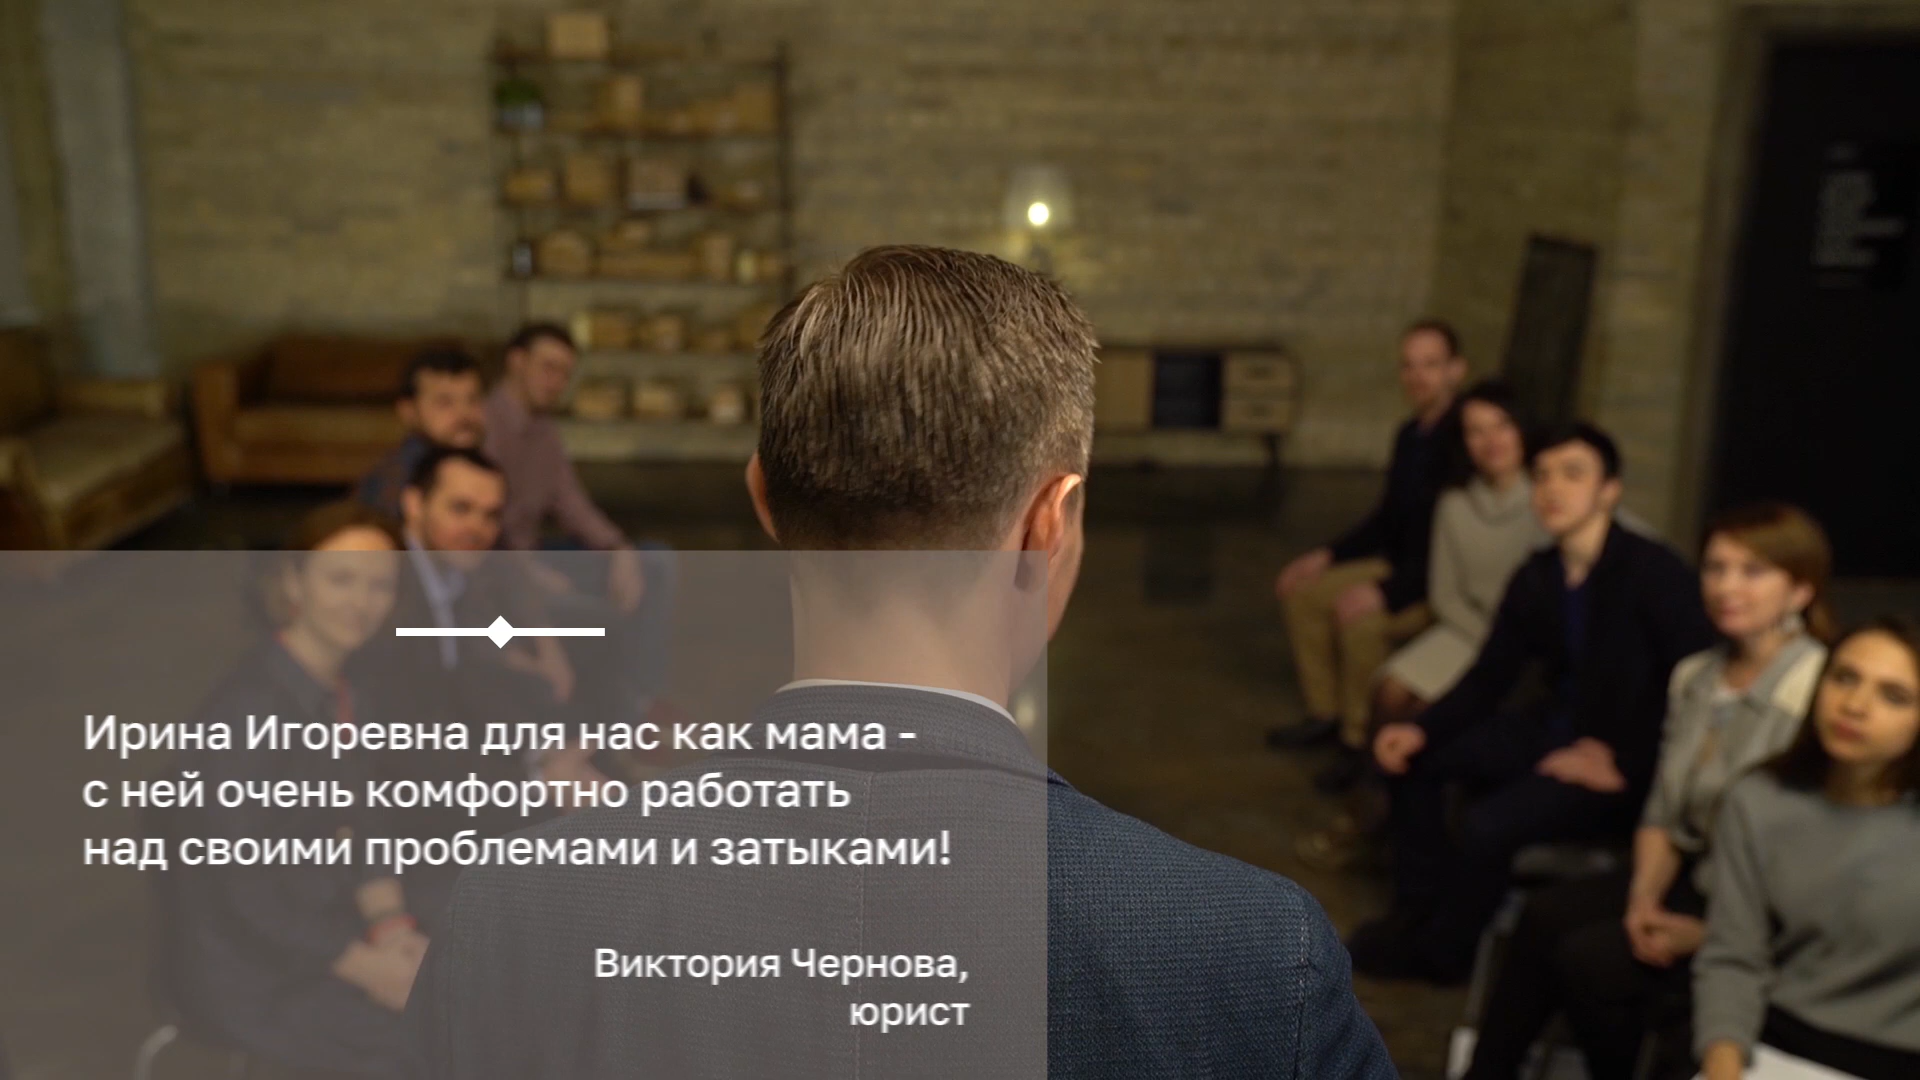 Ирина Игоревна для нас как мама -
с ней очень комфортно работать
над своими проблемами и затыками!
Виктория Чернова,
юрист